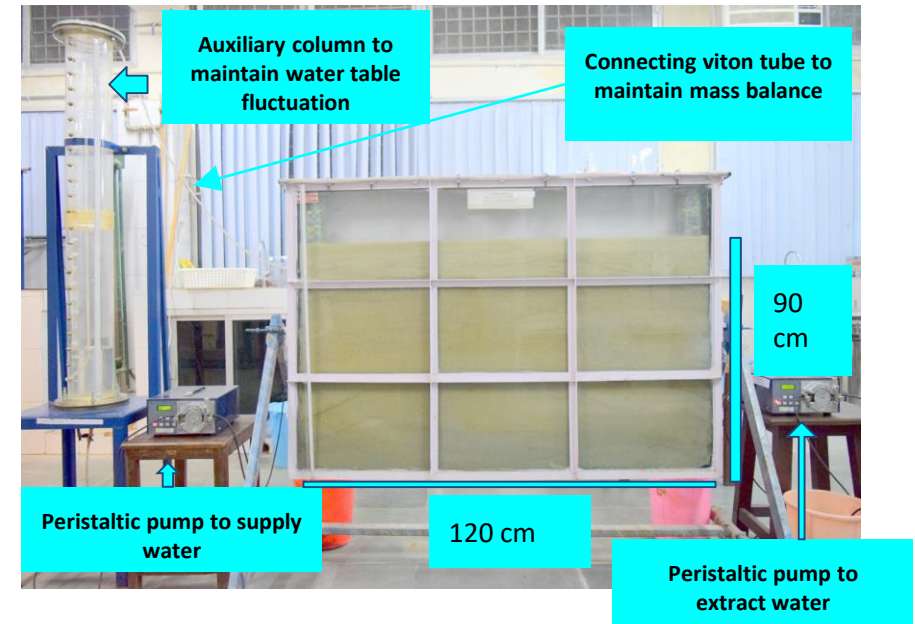 Auxiliary column to
maintain water table
fluctuation
Connecting viton tube to
maintain mass balance
90
cm
Peristaltic pump to supply
water
120 cm
Peristaltic pump to
extract water